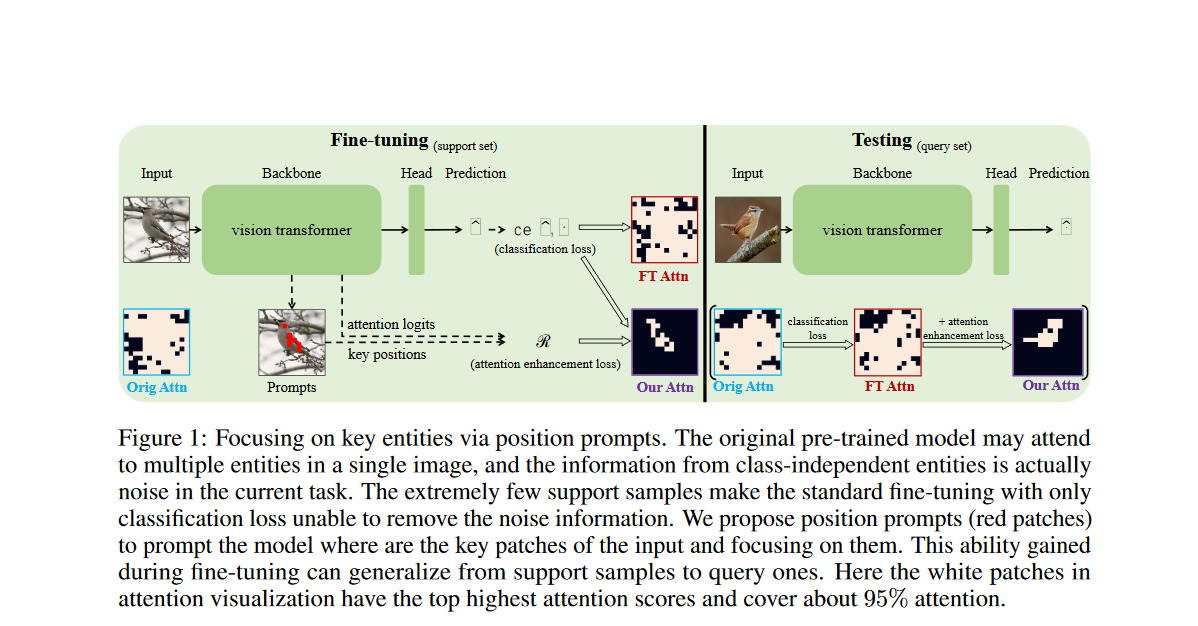 Fine-tuning (support set)
Testing (query set)
Input Backbone Head Prediction
Input Backbone Head Prediction
vision transformer
ce ,
(classification loss)
FT Attn
vision transformer
attention logits
key positions
ℛ
(attention enhancement loss)
Orig Attn
Prompts
Our Attn
classification
loss
+ attention
enhancement loss
Orig Attn
FT Attn
Our Attn
Figure 1: Focusing on key entities via position prompts. The original pre-trained model may attend
to multiple entities in a single image, and the information from class-independent entities is actually
noise in the current task. The extremely few support samples make the standard fine-tuning with only
classification loss unable to remove the noise information. We propose position prompts (red patches)
to prompt the model where are the key patches of the input and focusing on them. This ability gained
during fine-tuning can generalize from support samples to query ones. Here the white patches in
attention visualization have the top highest attention scores and cover about 95% attention.